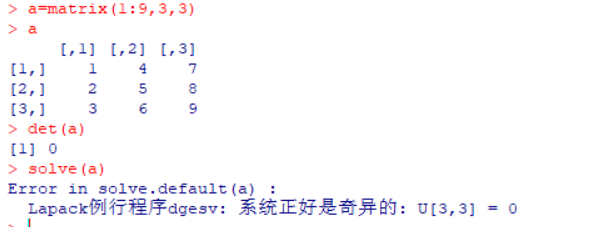 > a=matrix(1:9,3,3)
> a
     [,1] [,2] [,3]
[1,]    1    4    7
[2,]    2    5    8
[3,]    3    6    9
> det(a)
[1] 0
> solve(a)
Error in solve.default(a) :
  Lapack例行程序dgesv: 系统正好是奇异的: U[3,3] = 0
>